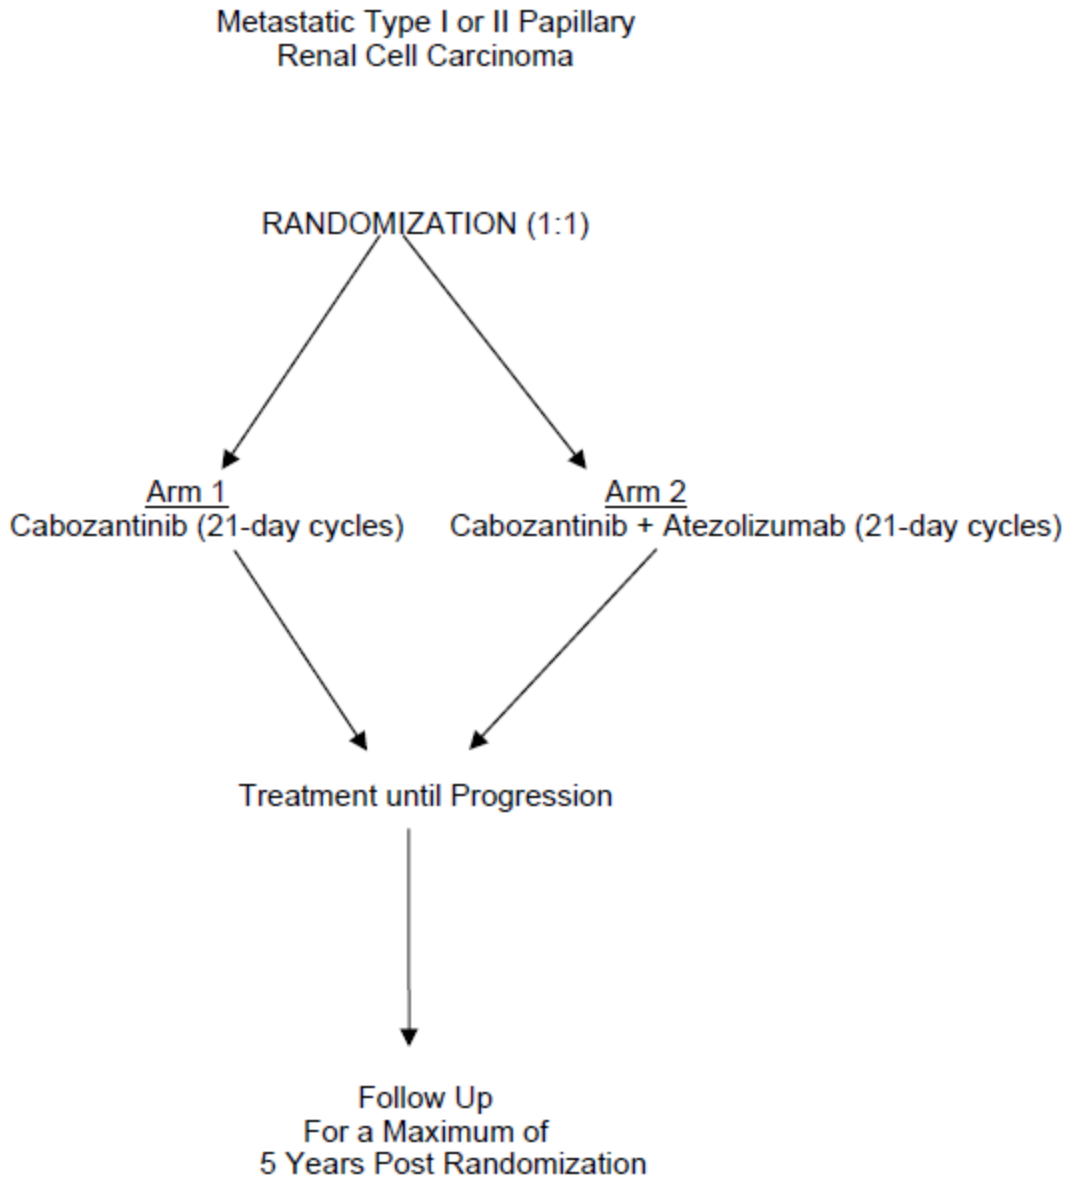 Metastatic Type I or II Papillary
Renal Cell Carcinoma
RANDOMIZATION (1:1)
Arm 1
Cabozantinib (21-day cycles)
Arm 2
Cabozantinib + Atezolizumab (21-day cycles)
Treatment until Progression
Follow Up
For a Maximum of
5 Years Post Randomization